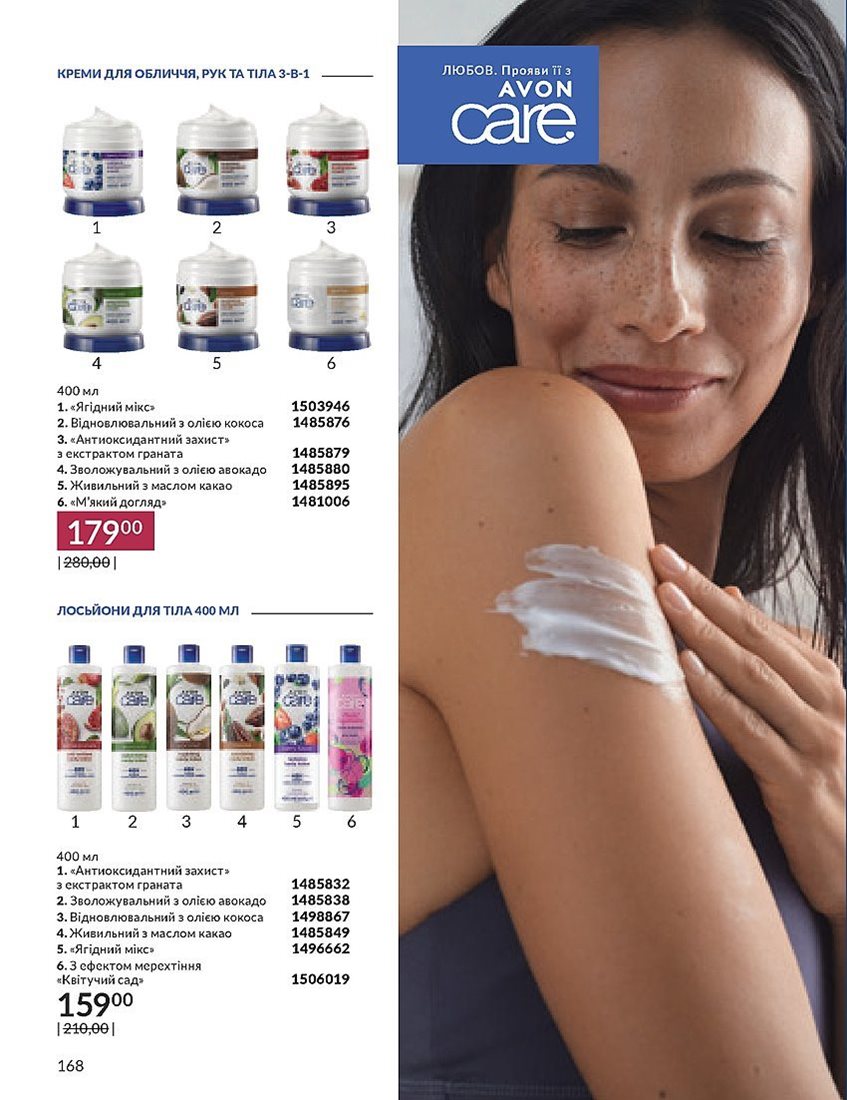 КРЕМИ ДЛЯ ОБЛИЧЧЯ, РУК ТА ТІЛА 3-В-1
ЛЮБОВ. Прояви її з
AVON
care
1
2
3
4
5
6
400 мл
1. «Ягідний мікс» 1503946
2. Відновлювальний з олією кокоса 1485876
3. «Антиоксидантний захист»
з екстрактом граната 1485879
4. Зволожувальний з олією авокадо 1485880
5. Живильний з маслом какао 1485895
6. «М'який догляд» 1481006
179⁰⁰
|280,00|
ЛОСЬЙОНИ ДЛЯ ТІЛА 400 МЛ
1
2
3
4
5
6
400 мл
1. «Антиоксидантний захист»
з екстрактом граната 1485832
2. Зволожувальний з олією авокадо 1485838
3. Відновлювальний з олією кокоса 1498867
4. Живильний з маслом какао 1485849
5. «Ягідний мікс» 1496662
6. З ефектом мерехтіння
«Квітучий сад» 1506019
159⁰⁰
|210,00|
168